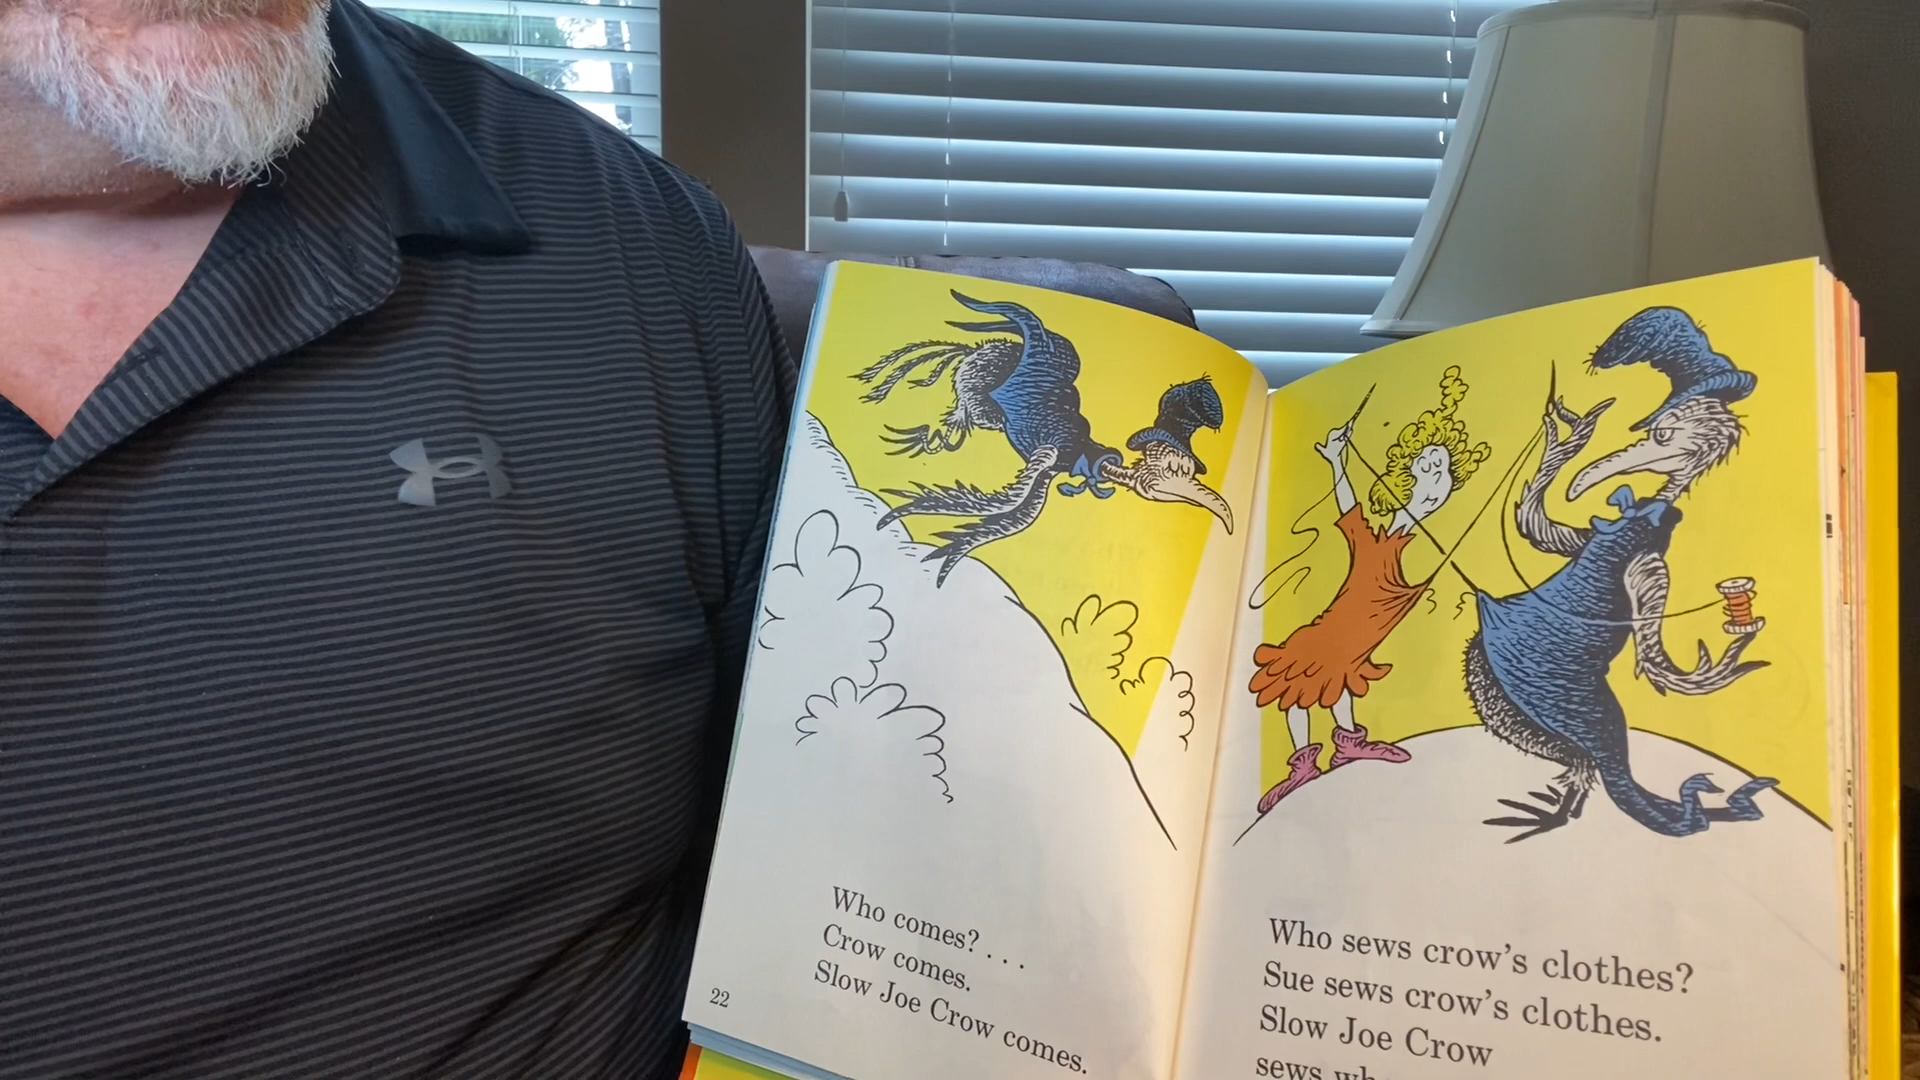 Who comes? . . .
Crow comes.
Slow Joe Crow comes.
22
Who sews crow's clothes?
Sue sews crow's clothes.
Slow Joe Crow
sews